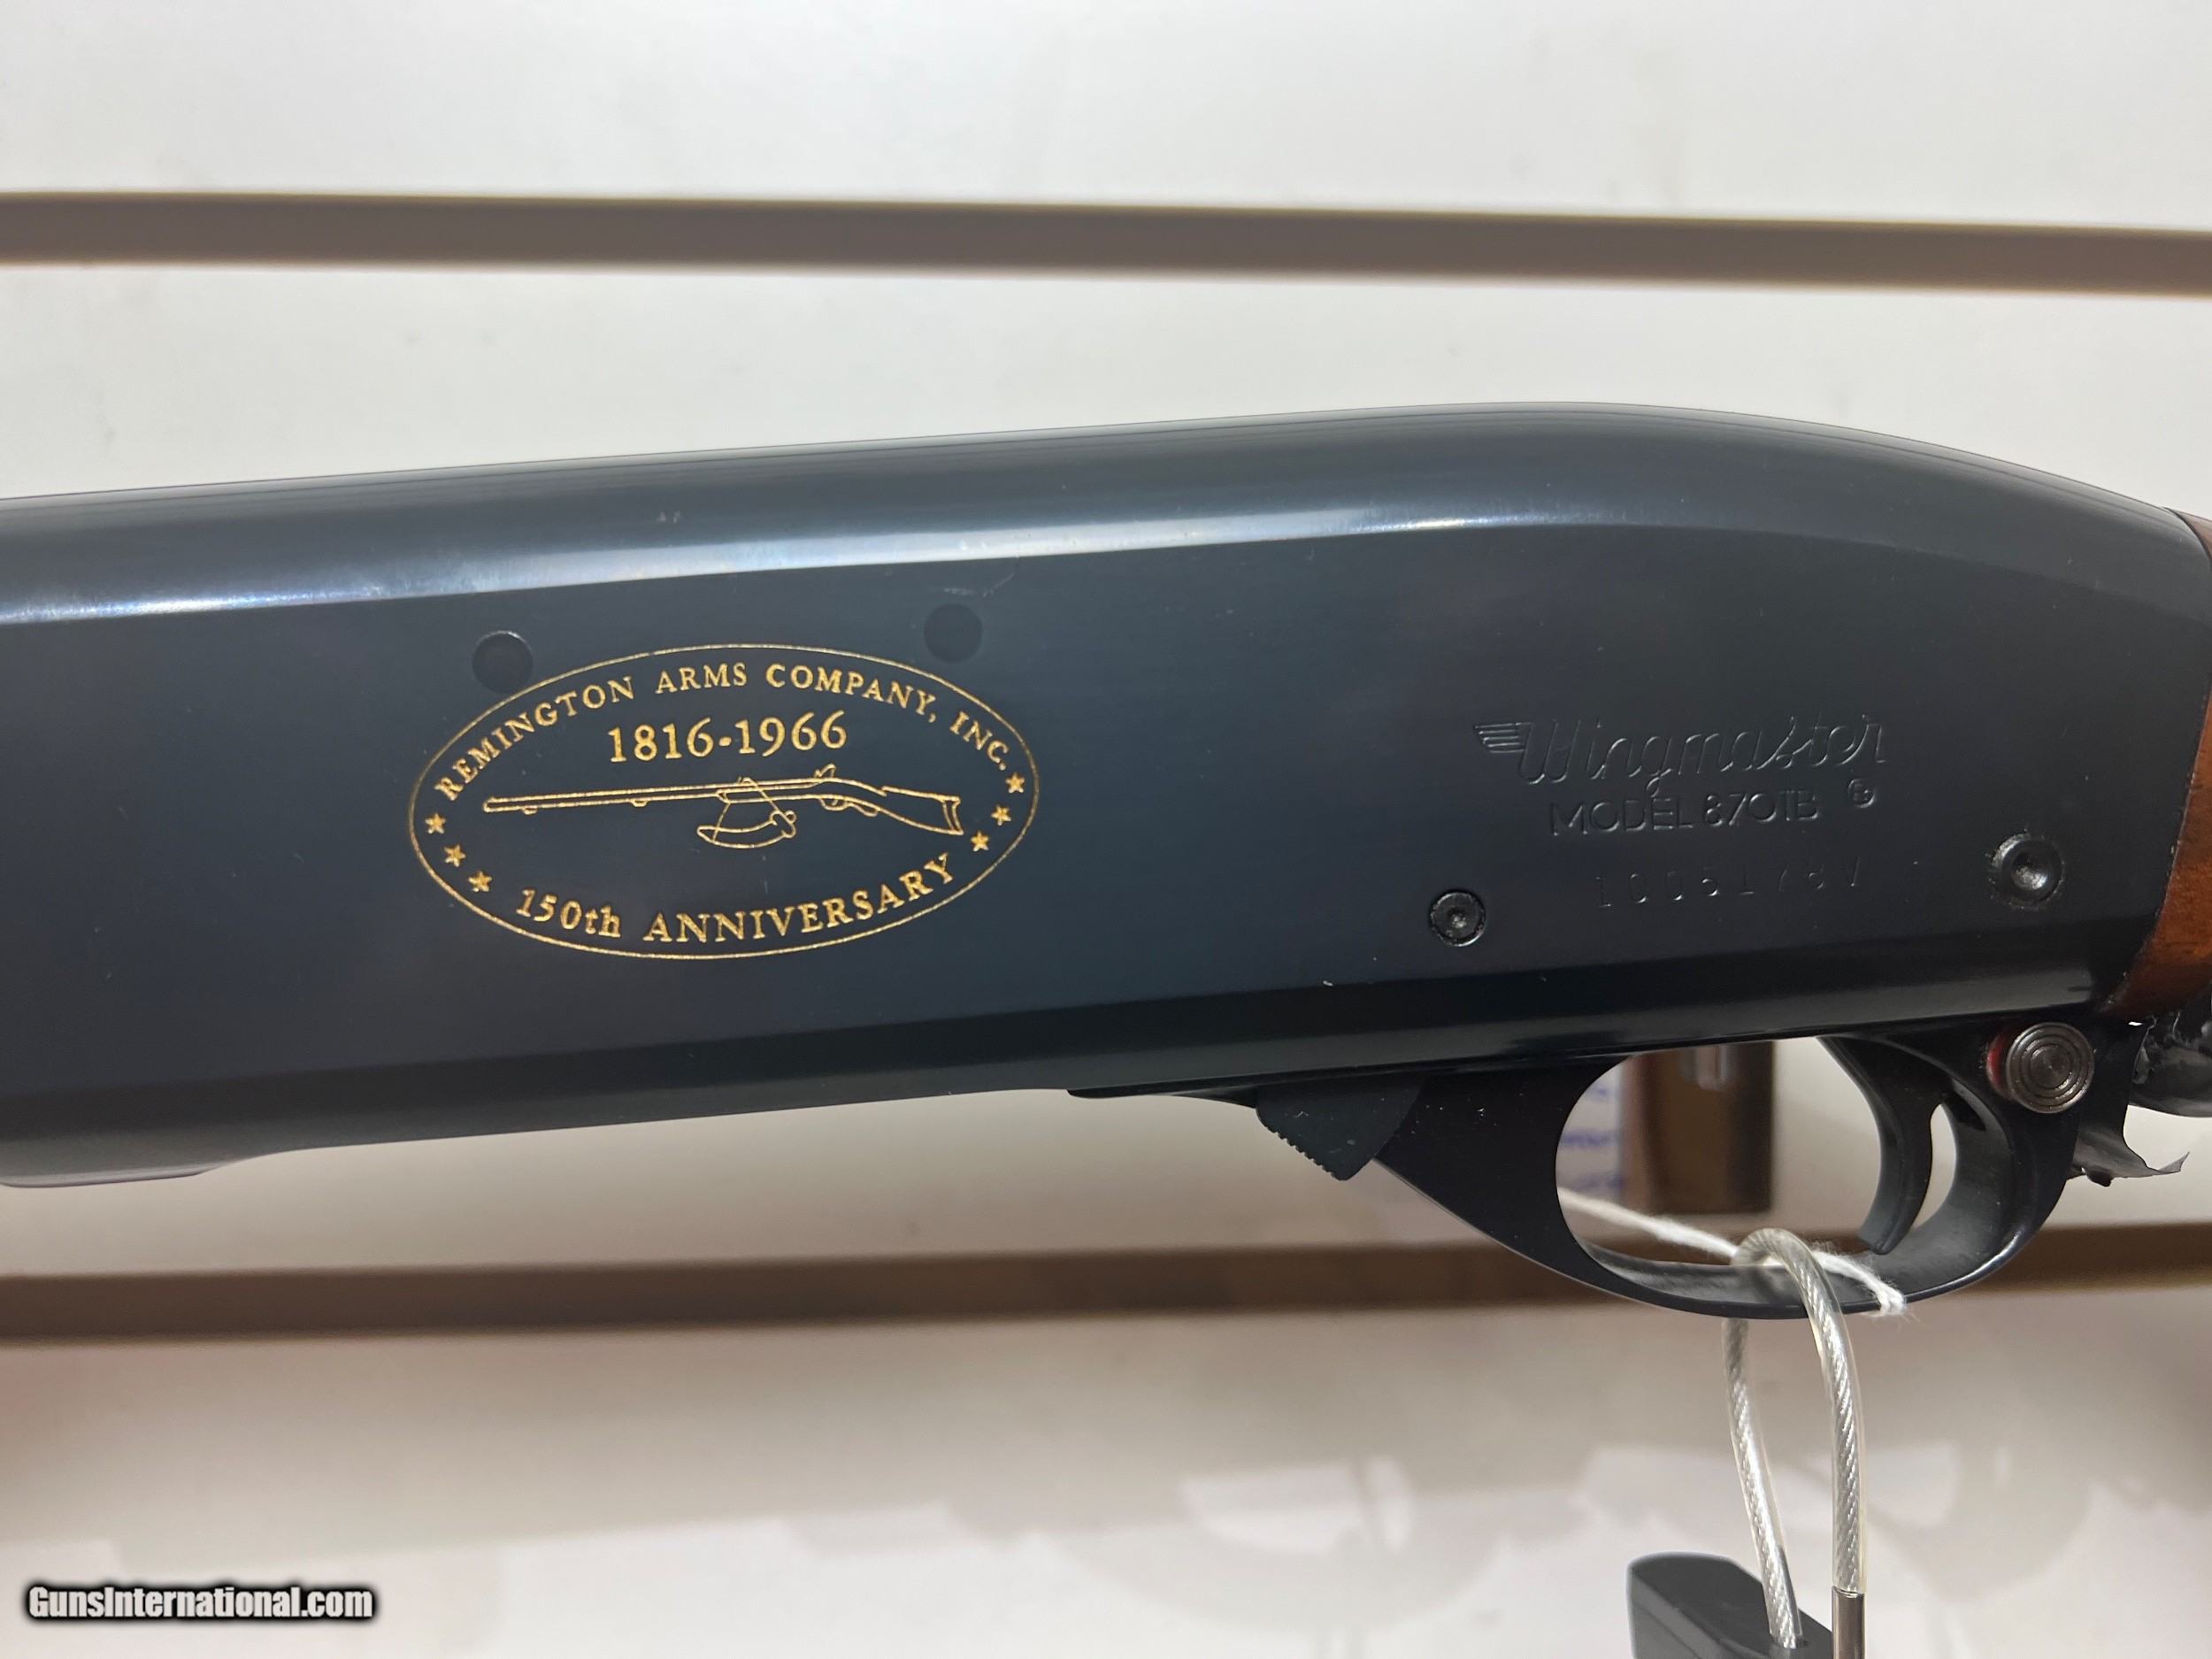 REMINGTON ARMS COMPANY, INC.
1816-1966
150th ANNIVERSARY
Wingmaster
MODEL 870TB ®
GunsInternational.com